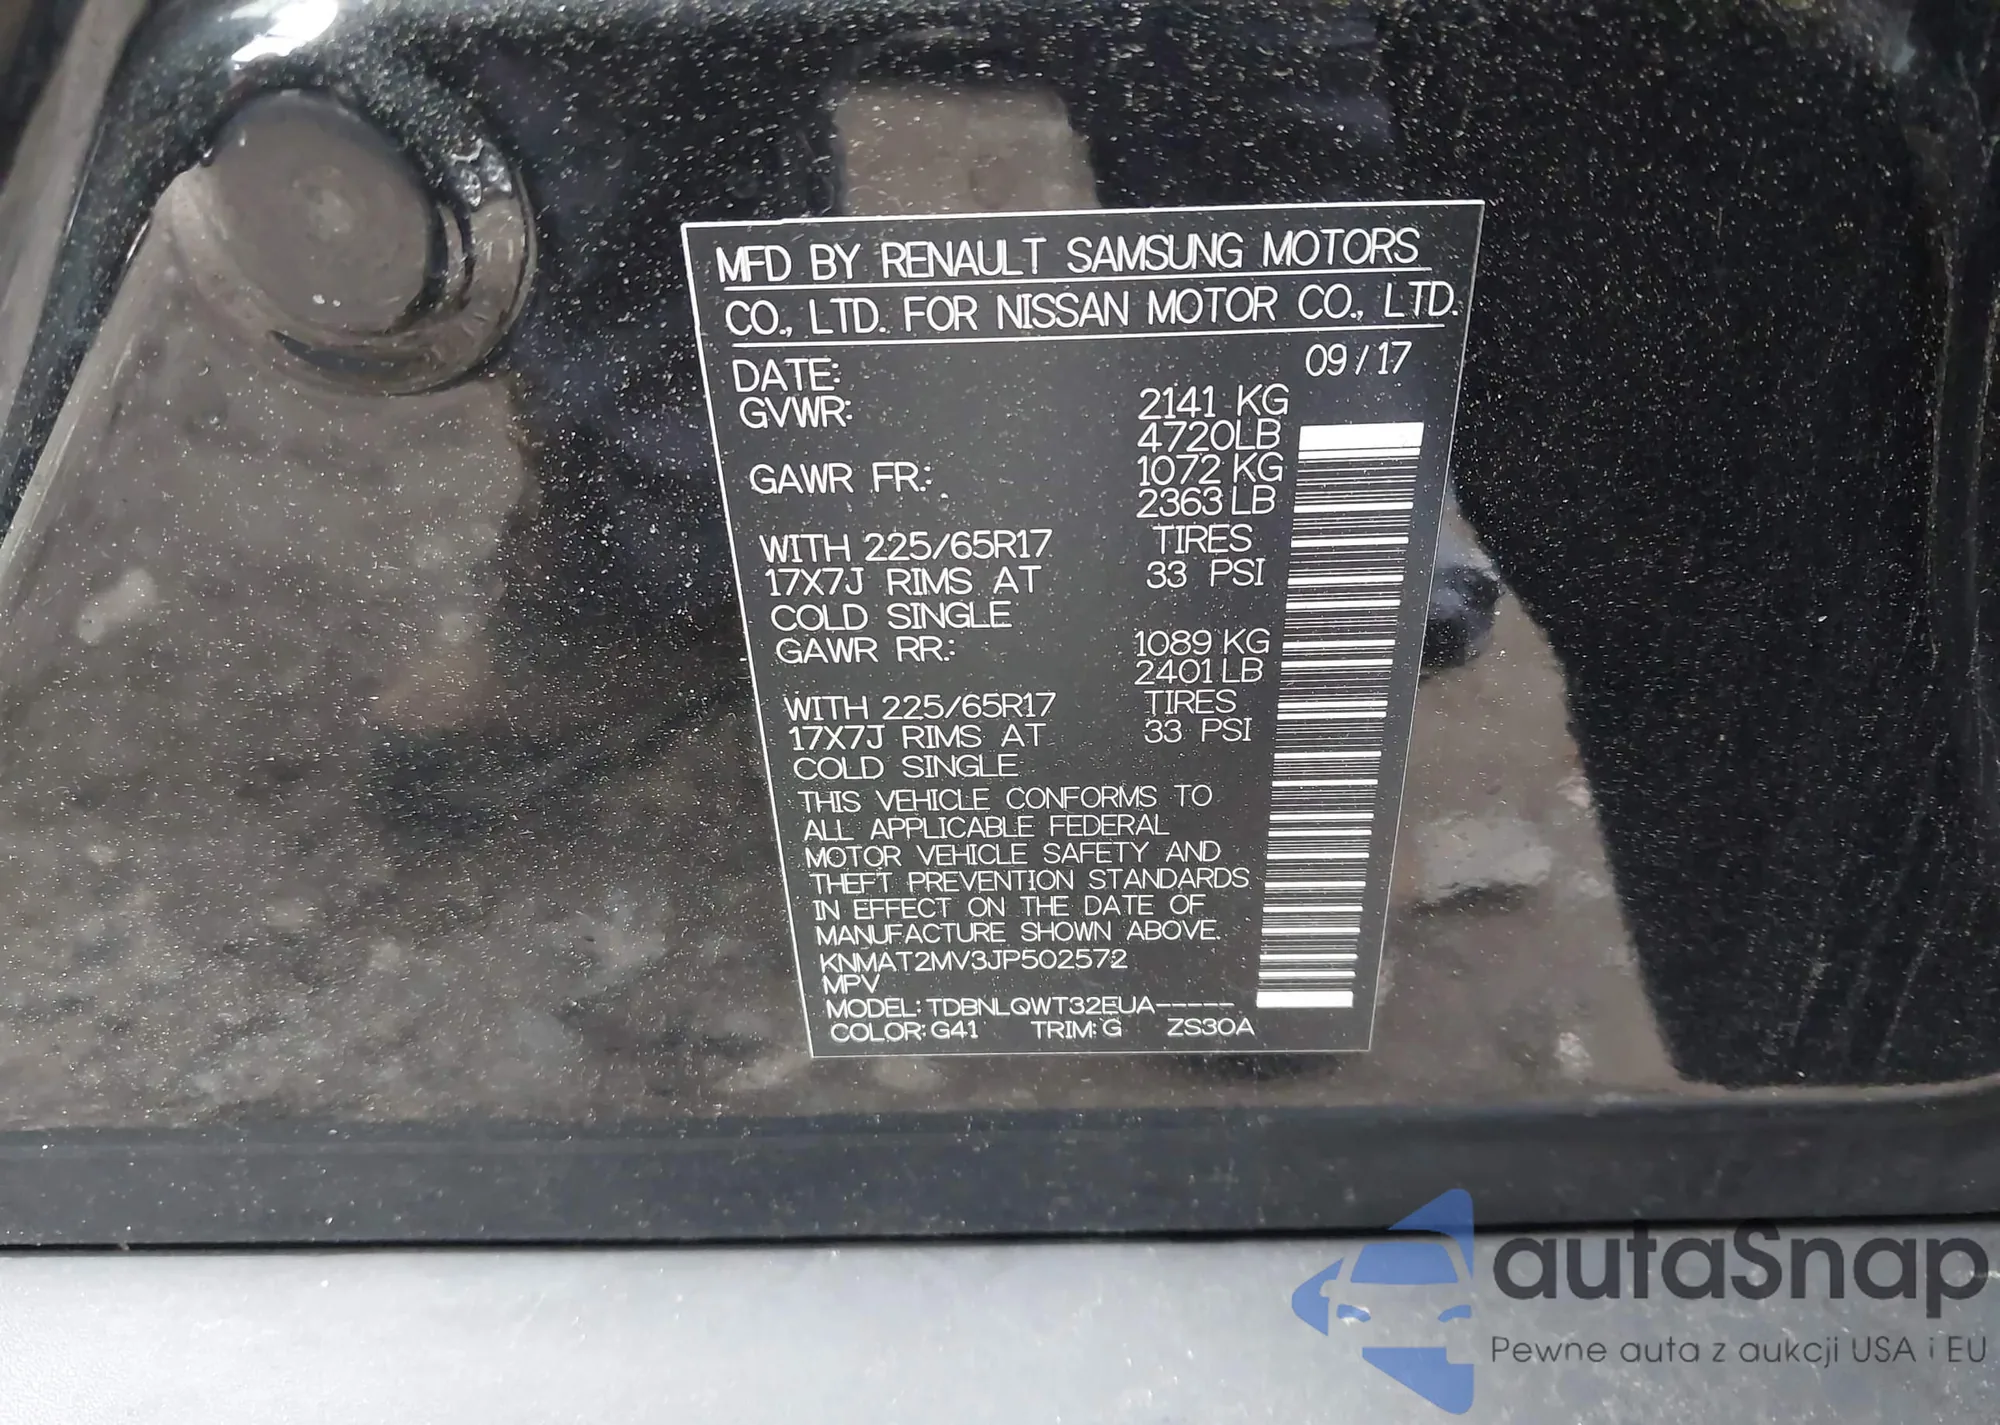 MFD BY RENAULT SAMSUNG MOTORS
CO., LTD. FOR NISSAN MOTOR CO., LTD.
DATE: 09/17
GVWR: 2141 KG
4720LB
GAWR FR: 1072 KG
2363LB
WITH 225/65R17 TIRES
17X7J RIMS AT 33 PSI
COLD SINGLE
GAWR RR: 1089 KG
2401LB
WITH 225/65R17 TIRES
17X7J RIMS AT 33 PSI
COLD SINGLE
THIS VEHICLE CONFORMS TO
ALL APPLICABLE FEDERAL
MOTOR VEHICLE SAFETY AND
THEFT PREVENTION STANDARDS
IN EFFECT ON THE DATE OF
MANUFACTURE SHOWN ABOVE.
KNMAT2MV3JP502572
MPV
MODEL: TDBNLQWT32EUA-----
COLOR: G41 TRIM: G ZS30A
autaSnap
Pewne auta z aukcji USA i EU